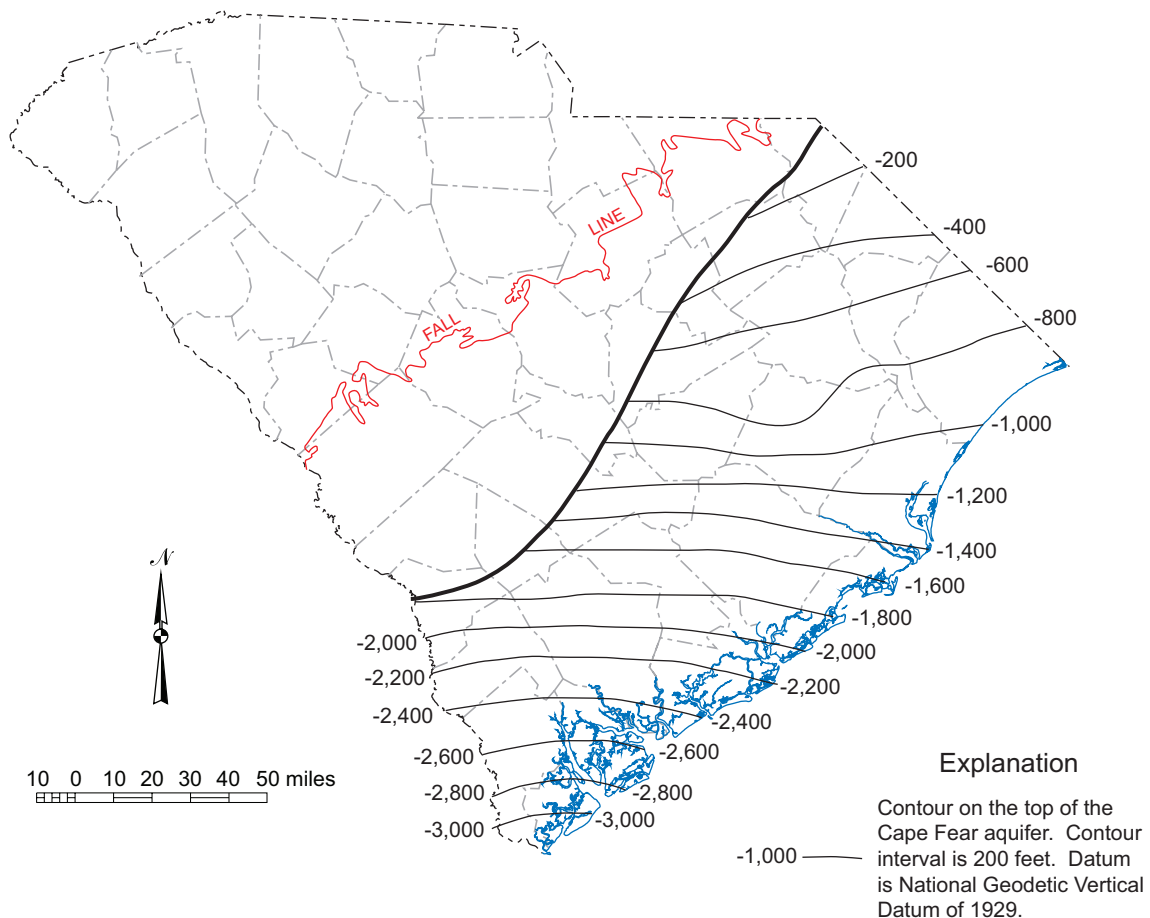 -200
-400
-600
-800
LINE
FALL
-1,000
-1,200
-1,400
-1,600
-1,800
N
-2,000
-2,000
-2,200
-2,200
-2,400
-2,400
-2,600
-2,600
-2,800
-2,800
-3,000
-3,000
10 0 10 20 30 40 50 miles
Explanation
-1,000
Contour on the top of the
Cape Fear aquifer. Contour
interval is 200 feet. Datum
is National Geodetic Vertical
Datum of 1929.